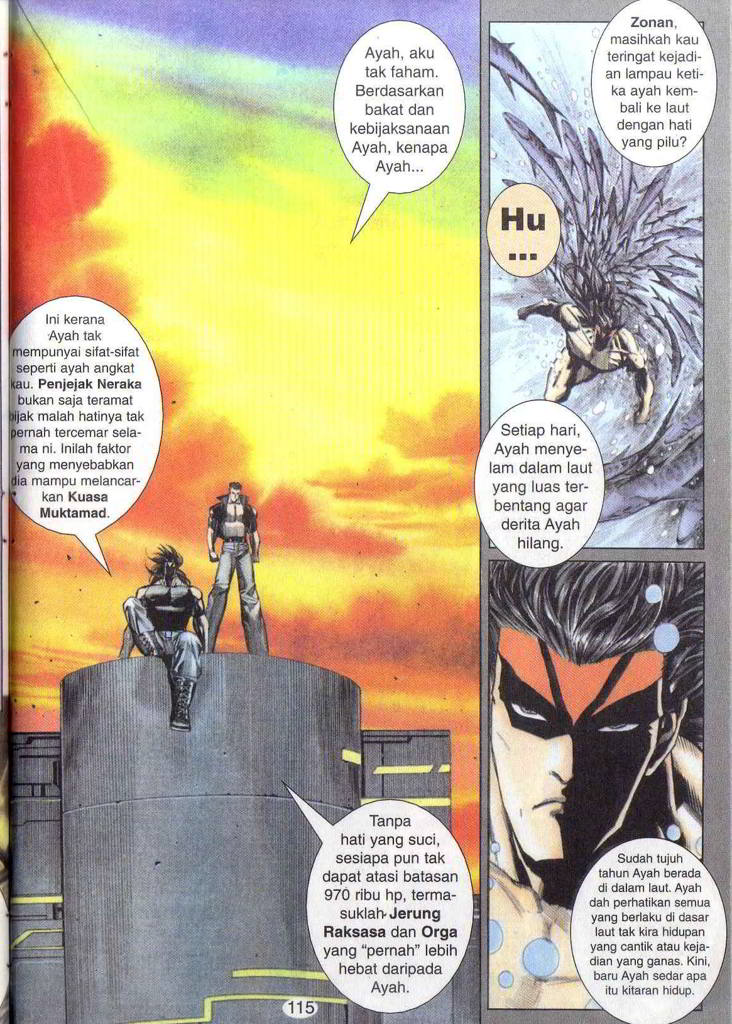 Ayah, aku
tak faham.
Berdasarkan
bakat dan
kebijaksanaan
Ayah, kenapa
Ayah...
Ini kerana
Ayah tak
mempunyai sifat-sifat
seperti ayah angkat
kau. Penjejak Neraka
bukan saja teramat
bijak malah hatinya tak
pernah tercemar sela-
ma ni. Inilah faktor
yang menyebabkan
dia mampu melancar-
kan Kuasa
Muktamad.
Tanpa
hati yang suci,
sesiapa pun tak
dapat atasi batasan
970 ribu hp, terma-
suklah Jerung
Raksasa dan Orga
yang “pernah” lebih
hebat daripada
Ayah.
115
Zonan,
masihkah kau
teringat kejadi-
an lampau keti-
ka ayah kem-
bali ke laut
dengan hati
yang pilu?
Hu
...
Setiap hari,
Ayah menye-
lam dalam laut
yang luas ter-
bentang agar
derita Ayah
hilang.
Sudah tujuh
tahun Ayah berada
di dalam laut. Ayah
dah perhatikan semua
yang berlaku di dasar
laut tak kira hidupan
yang cantik atau keja-
dian yang ganas. Kini,
baru Ayah sedar apa
itu kitaran hidup.